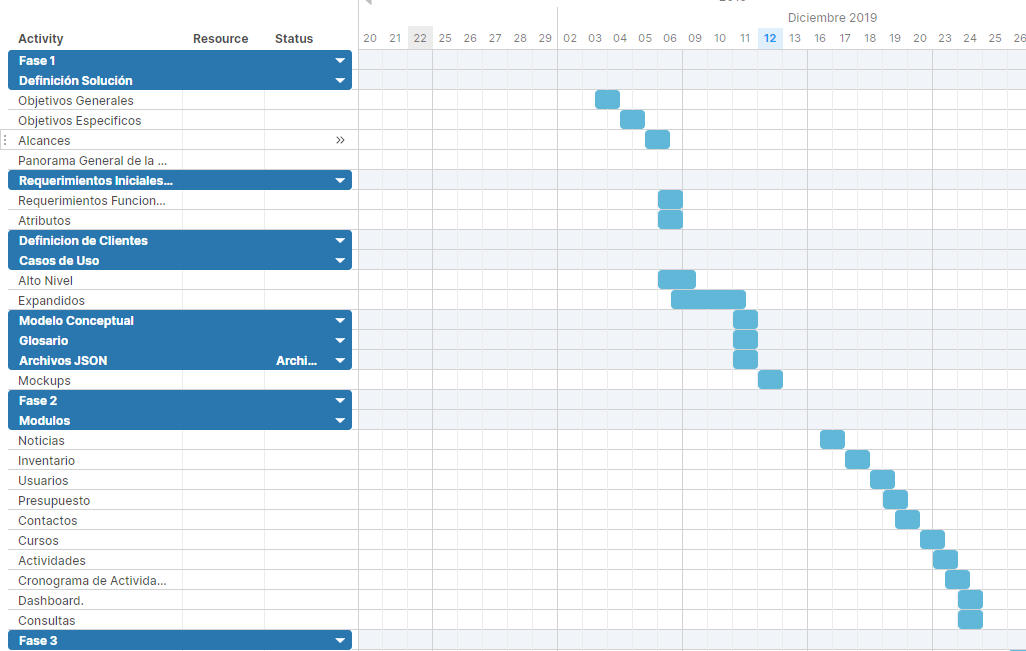 Diciembre 2019
Activity Resource Status 20 21 22 25 26 27 28 29 02 03 04 05 06 09 10 11 12 13 16 17 18 19 20 23 24 25 26
Fase 1
Definición Solución
Objetivos Generales
Objetivos Especificos
Alcances »
Panorama General de la ...
Requerimientos Iniciales...
Requerimientos Funcion...
Atributos
Definicion de Clientes
Casos de Uso
Alto Nivel
Expandidos
Modelo Conceptual
Glosario
Archivos JSON Archi...
Mockups
Fase 2
Modulos
Noticias
Inventario
Usuarios
Presupuesto
Contactos
Cursos
Actividades
Cronograma de Activida...
Dashboard.
Consultas
Fase 3